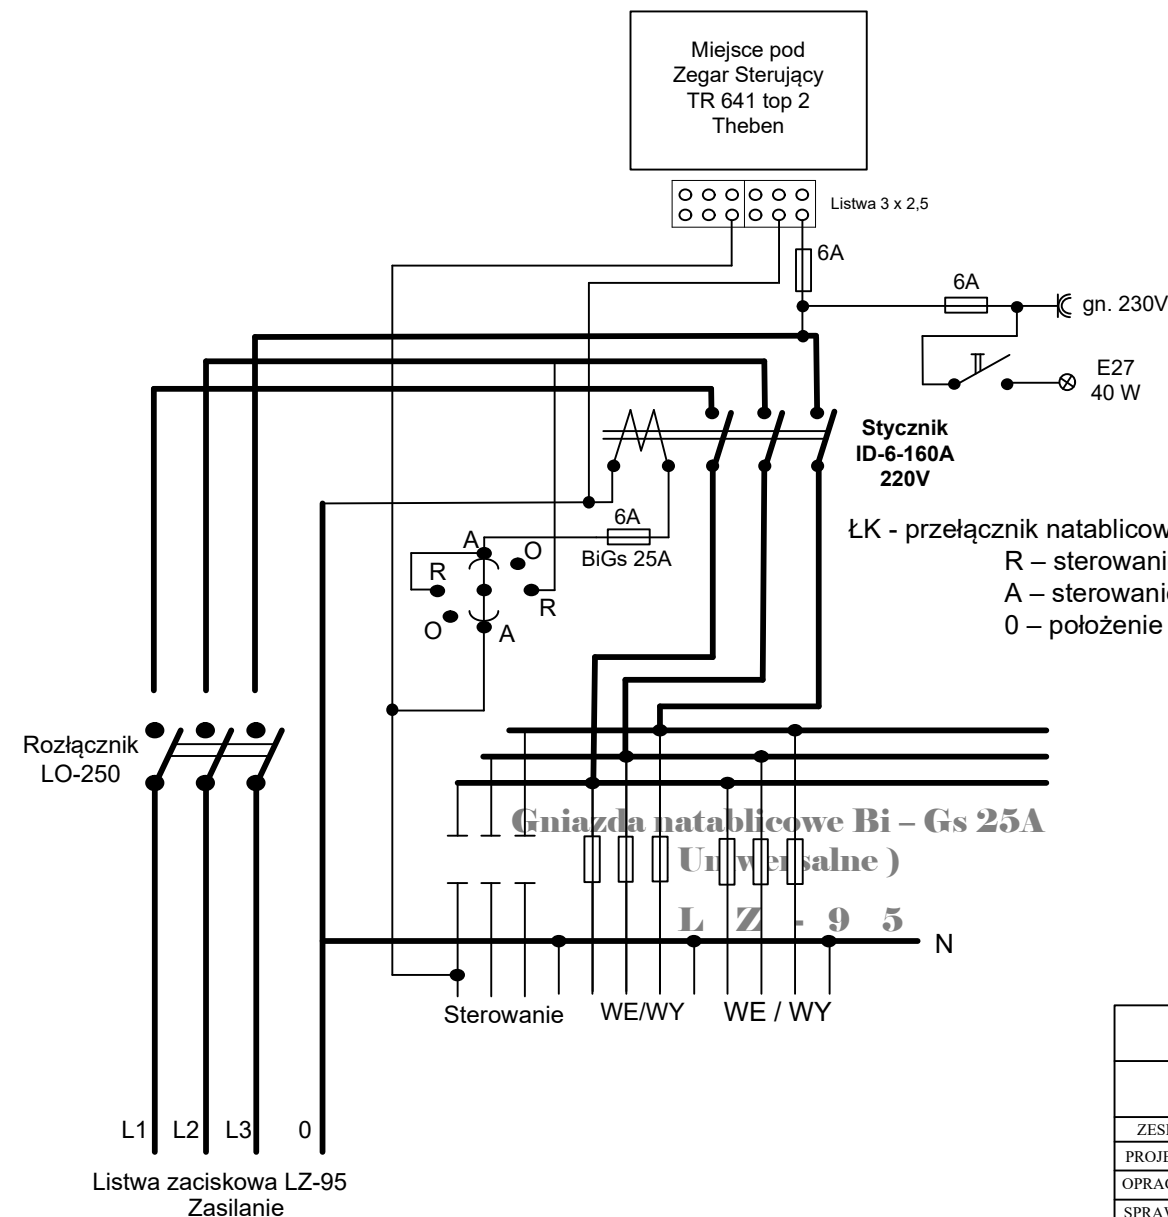 Miejsce pod
Zegar Sterujący
TR 641 top 2
Theben
Listwa 3 x 2,5
6A
6A
gn. 230V
E27
40 W
Stycznik
ID-6-160A
220V
6A
BiGs 25A
A
O
R
R
O
A
ŁK - przełącznik natablicow
R – sterowani
A – sterowanie
0 – położenie
Rozłącznik
LO-250
Gniazda natablicowe Bi – Gs 25A
Uniwersalne )
L Z - 9 5
N
Sterowanie
WE/WY
WE / WY
L1
L2
L3
0
Listwa zaciskowa LZ-95
Zasilanie
ZES
PROJE
OPRAC
SPRAW